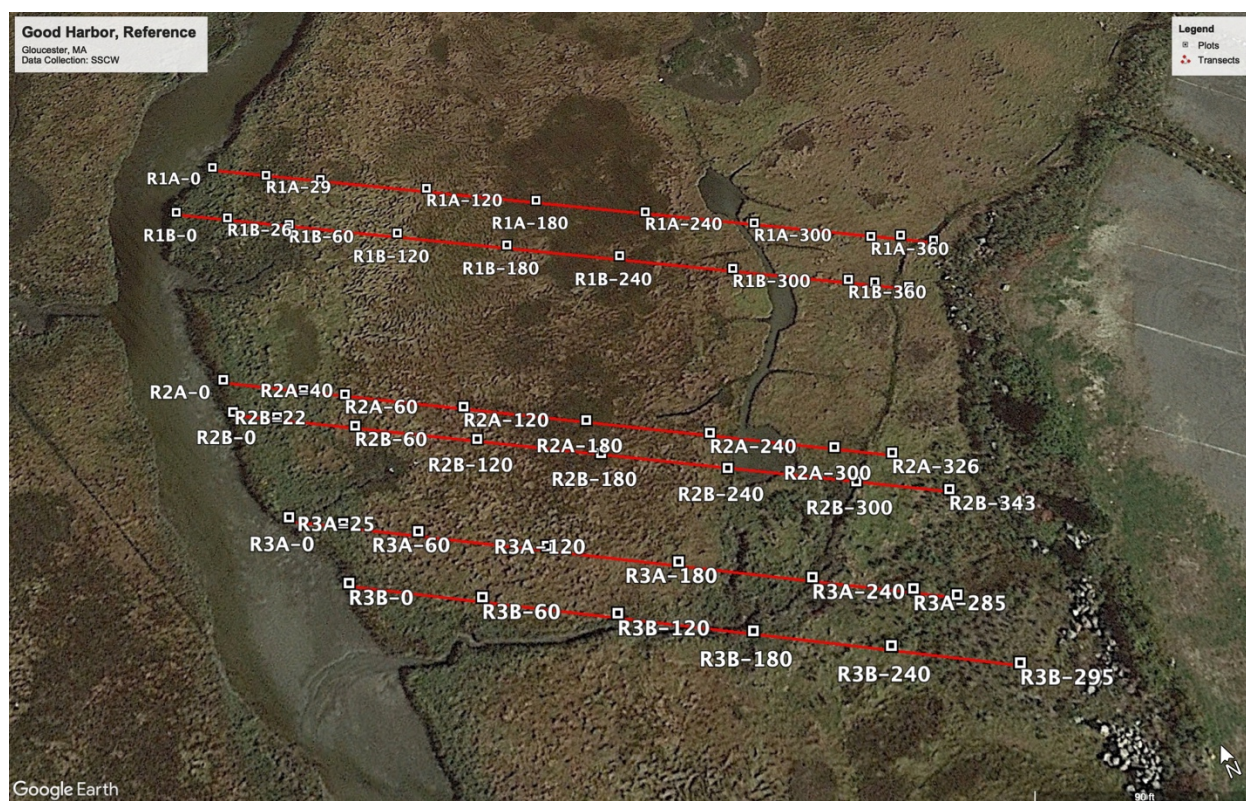 Good Harbor, Reference
Gloucester, MA
Data Collection: SSCW
Legend
Plots
Transects
R1A-0
R1A-29
R1A-120
R1A-180
R1A-240
R1A-300
R1A-360
R1B-0
R1B-26
R1B-60
R1B-120
R1B-180
R1B-240
R1B-300
R1B-360
R2A-0
R2A-40
R2A-60
R2A-120
R2A-180
R2A-240
R2A-300
R2A-326
R2B-0
R2B-22
R2B-60
R2B-120
R2B-180
R2B-240
R2B-300
R2B-343
R3A-0
R3A-25
R3A-60
R3A-120
R3A-180
R3A-240
R3A-285
R3B-0
R3B-60
R3B-120
R3B-180
R3B-240
R3B-295
N
Google Earth
90 ft